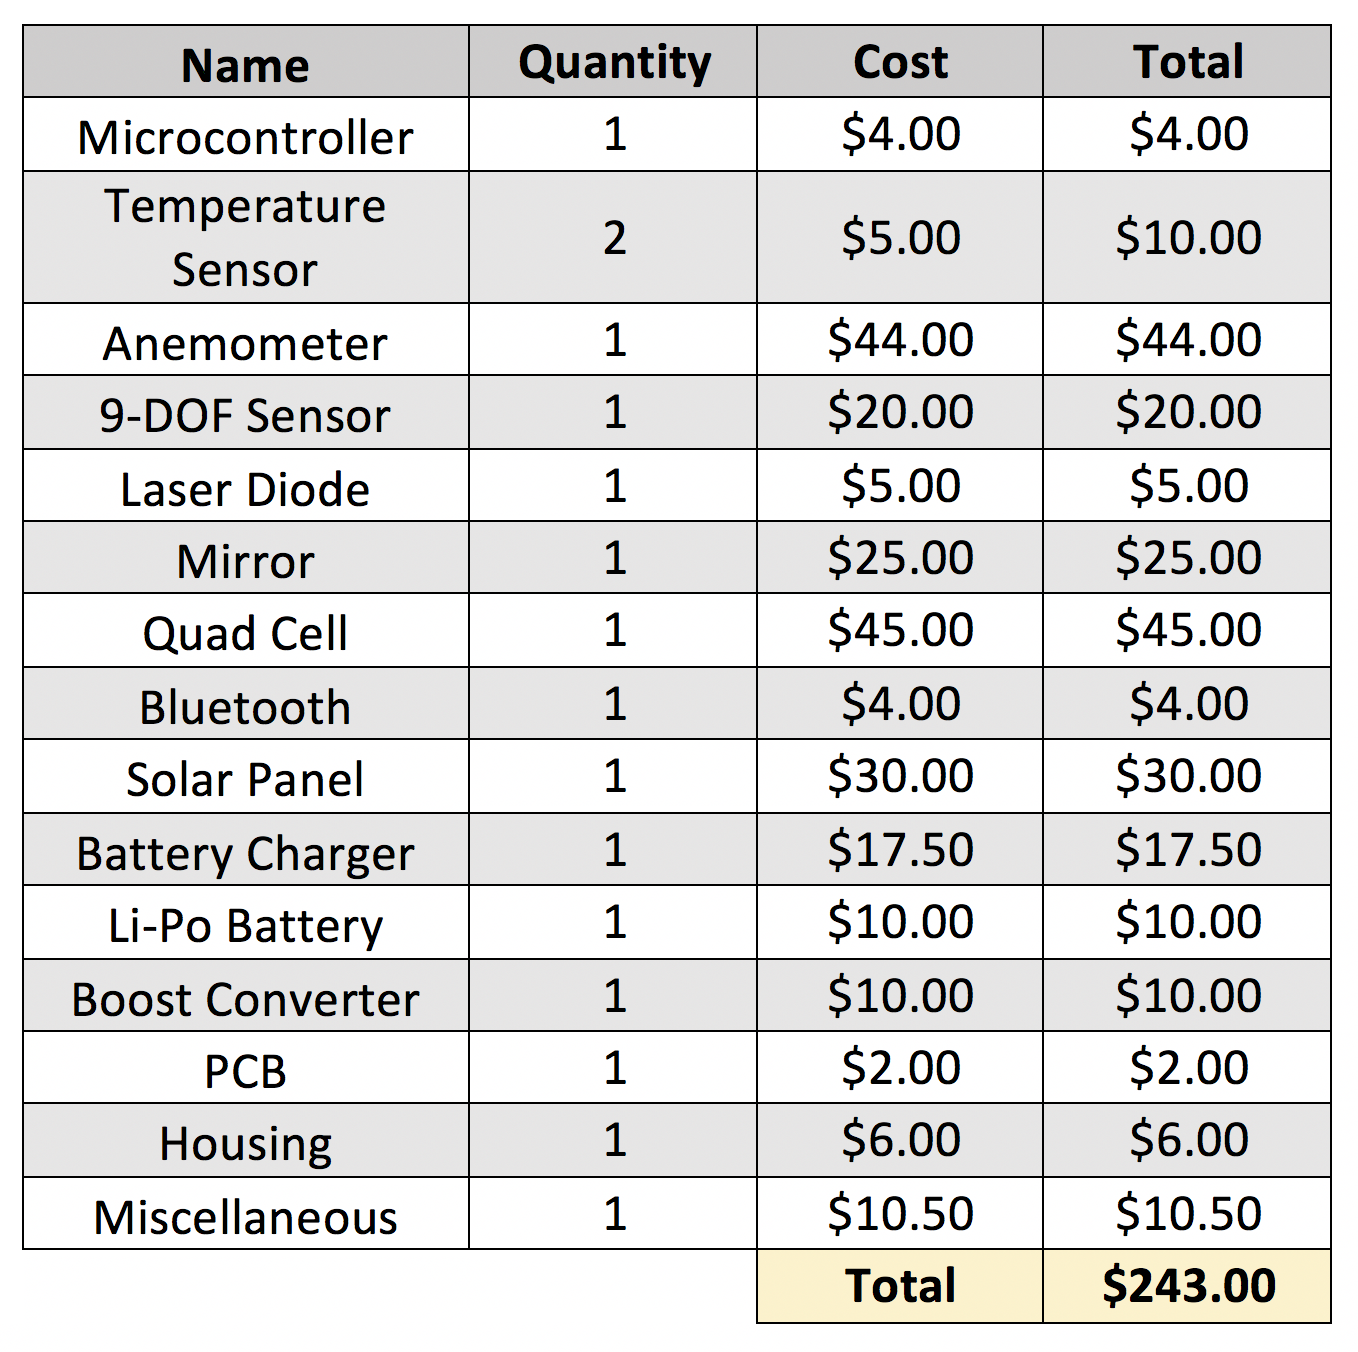 Name Quantity Cost Total
Microcontroller 1 $4.00 $4.00
Temperature
Sensor 2 $5.00 $10.00
Anemometer 1 $44.00 $44.00
9-DOF Sensor 1 $20.00 $20.00
Laser Diode 1 $5.00 $5.00
Mirror 1 $25.00 $25.00
Quad Cell 1 $45.00 $45.00
Bluetooth 1 $4.00 $4.00
Solar Panel 1 $30.00 $30.00
Battery Charger 1 $17.50 $17.50
Li-Po Battery 1 $10.00 $10.00
Boost Converter 1 $10.00 $10.00
PCB 1 $2.00 $2.00
Housing 1 $6.00 $6.00
Miscellaneous 1 $10.50 $10.50
Total $243.00